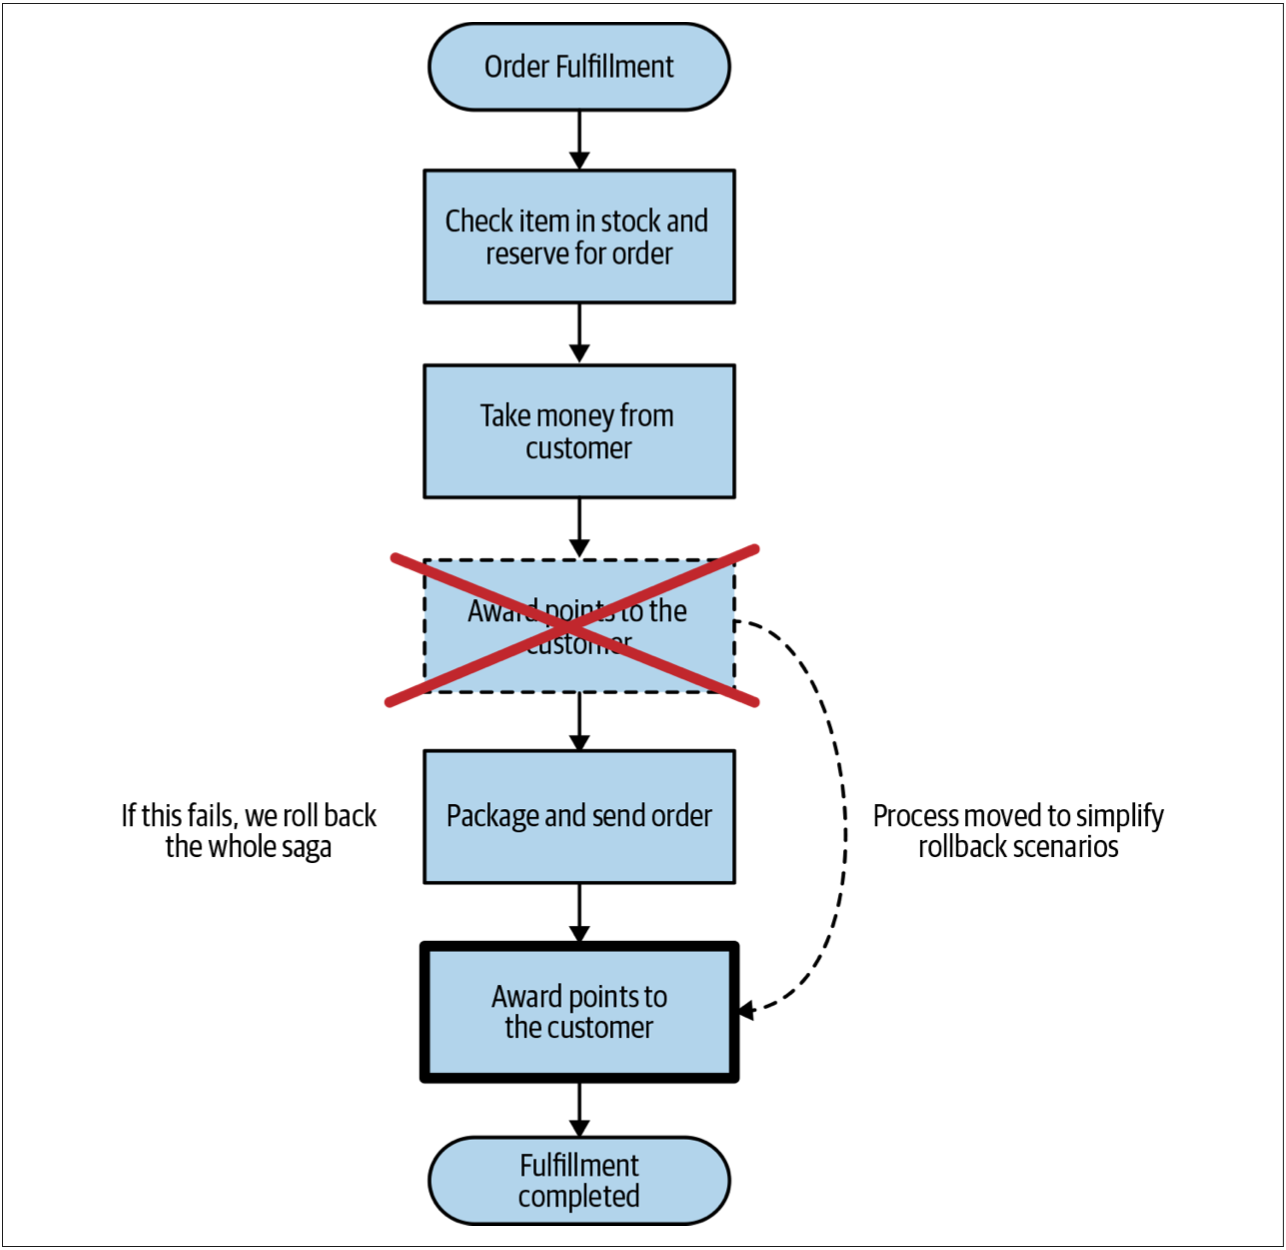 Order Fulfillment
Check item in stock and
reserve for order
Take money from
customer
Award points to the
customer
If this fails, we roll back
the whole saga
Package and send order
Process moved to simplify
rollback scenarios
Award points to
the customer
Fulfillment
completed